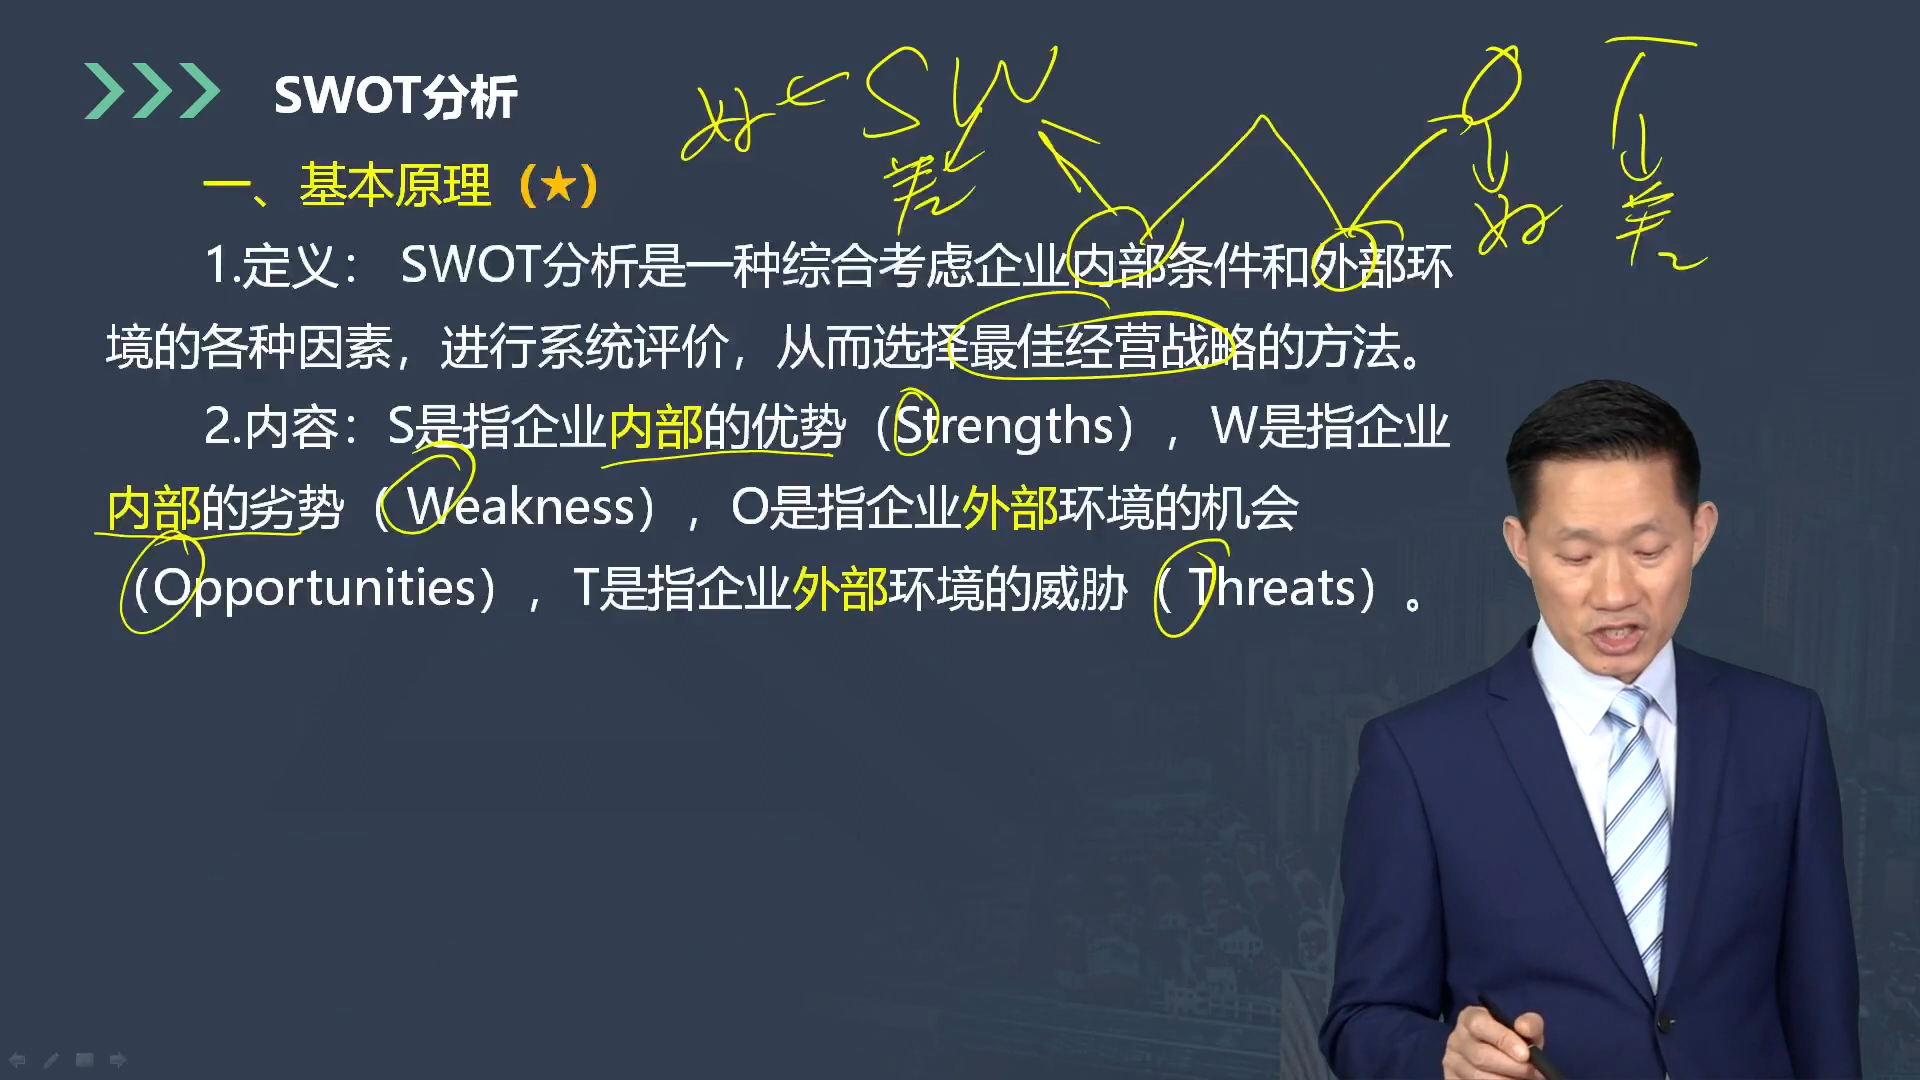 SWOT分析
好 SW O T
差 好 差
一、基本原理（★）
1.定义： SWOT分析是一种综合考虑企业内部条件和外部环
境的各种因素，进行系统评价，从而选择最佳经营战略的方法。
2.内容：S是指企业内部的优势（Strengths），W是指企业
内部的劣势（ Weakness），O是指企业外部环境的机会
（Opportunities），T是指企业外部环境的威胁（ Threats）。